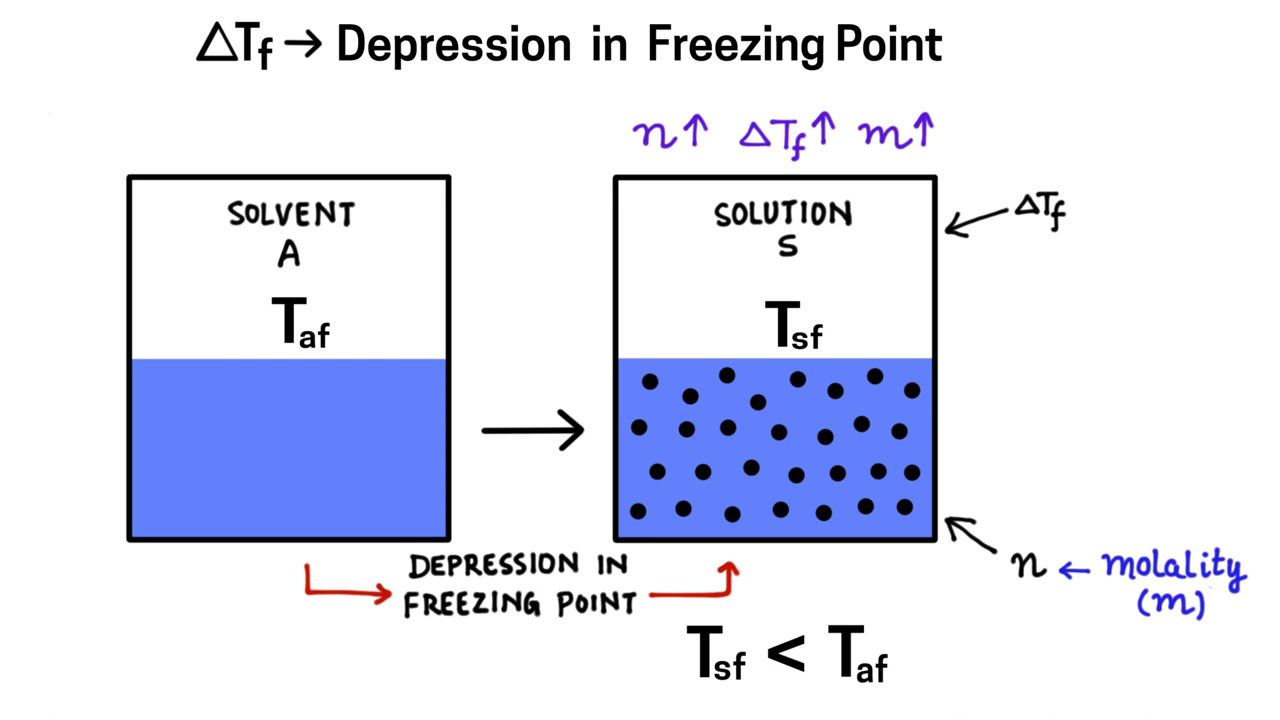 ΔTf → Depression in Freezing Point
n↑ ΔTf↑ m↑
SOLVENT
A
Taf
SOLUTION
S
Tsf
ΔTf
DEPRESSION IN
FREEZING POINT
n ← molality
(m)
Tsf < Taf